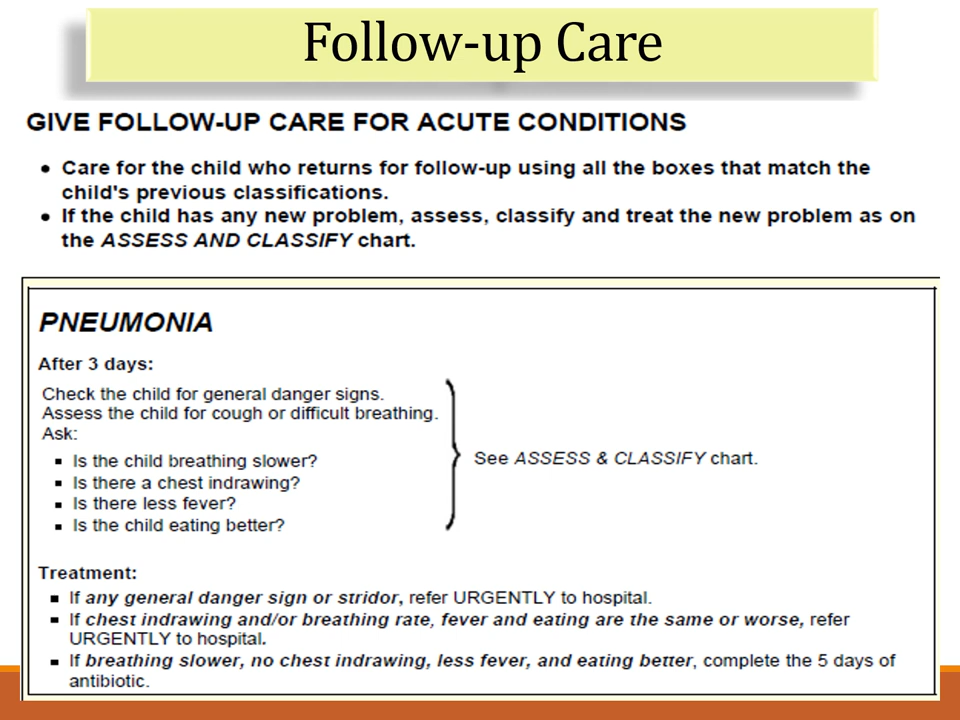 Follow-up Care
GIVE FOLLOW-UP CARE FOR ACUTE CONDITIONS
• Care for the child who returns for follow-up using all the boxes that match the
child's previous classifications.
• If the child has any new problem, assess, classify and treat the new problem as on
the ASSESS AND CLASSIFY chart.
PNEUMONIA
After 3 days:
Check the child for general danger signs.
Assess the child for cough or difficult breathing.
Ask:
▪ Is the child breathing slower?
▪ Is there a chest indrawing?
▪ Is there less fever?
▪ Is the child eating better?
See ASSESS & CLASSIFY chart.
Treatment:
▪ If any general danger sign or stridor, refer URGENTLY to hospital.
▪ If chest indrawing and/or breathing rate, fever and eating are the same or worse, refer
URGENTLY to hospital.
▪ If breathing slower, no chest indrawing, less fever, and eating better, complete the 5 days of
antibiotic.